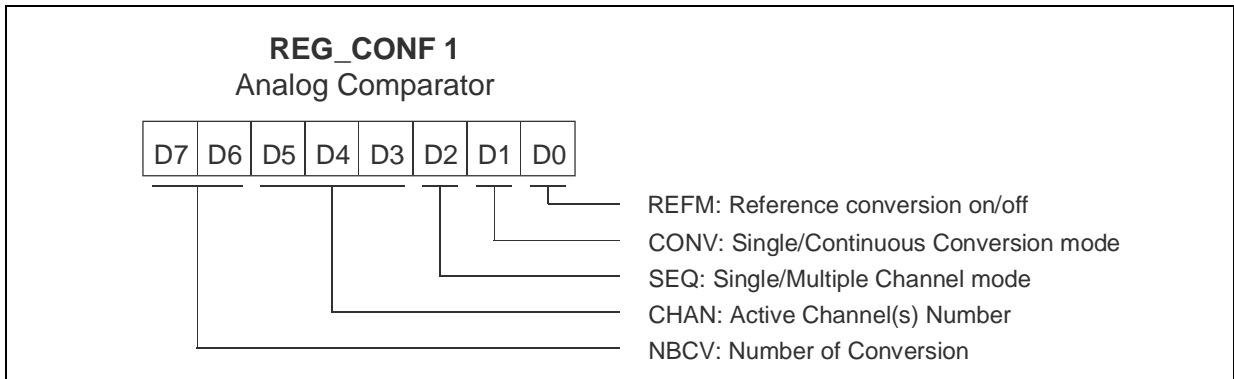 REG_CONF 1
Analog Comparator
D7 D6 D5 D4 D3 D2 D1 D0
REFM: Reference conversion on/off
CONV: Single/Continuous Conversion mode
SEQ: Single/Multiple Channel mode
CHAN: Active Channel(s) Number
NBCV: Number of Conversion